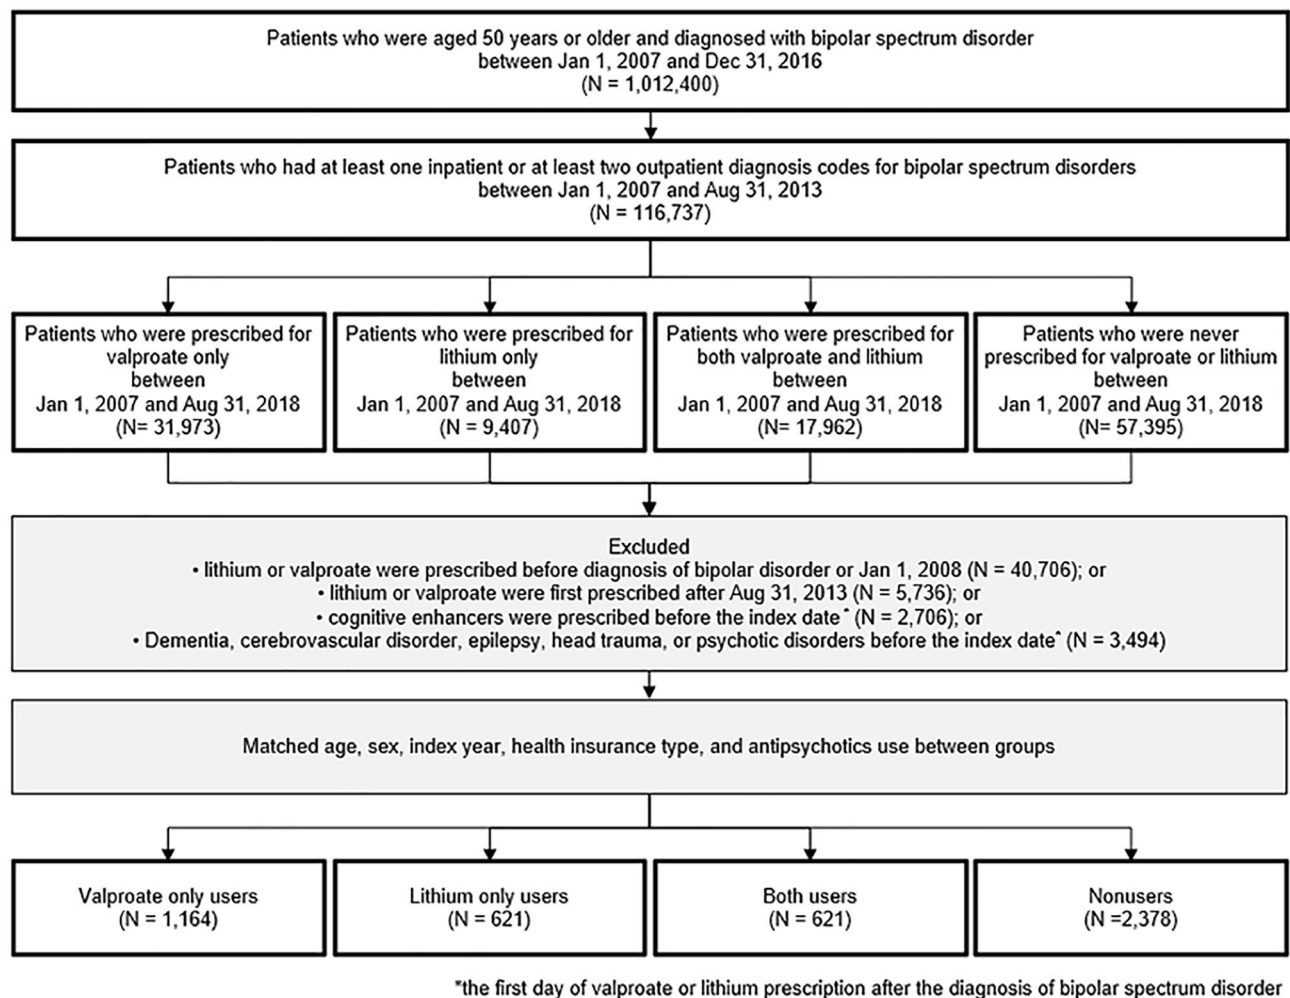 Patients who were aged 50 years or older and diagnosed with bipolar spectrum disorder
between Jan 1, 2007 and Dec 31, 2016
(N = 1,012,400)
Patients who had at least one inpatient or at least two outpatient diagnosis codes for bipolar spectrum disorders
between Jan 1, 2007 and Aug 31, 2013
(N = 116,737)
Patients who were prescribed for
valproate only
between
Jan 1, 2007 and Aug 31, 2018
(N= 31,973)
Patients who were prescribed for
lithium only
between
Jan 1, 2007 and Aug 31, 2018
(N = 9,407)
Patients who were prescribed for
both valproate and lithium
between
Jan 1, 2007 and Aug 31, 2018
(N= 17,962)
Patients who were never
prescribed for valproate or lithium
between
Jan 1, 2007 and Aug 31, 2018
(N= 57,395)
Excluded
• lithium or valproate were prescribed before diagnosis of bipolar disorder or Jan 1, 2008 (N = 40,706); or
• lithium or valproate were first prescribed after Aug 31, 2013 (N = 5,736); or
• cognitive enhancers were prescribed before the index date* (N = 2,706); or
• Dementia, cerebrovascular disorder, epilepsy, head trauma, or psychotic disorders before the index date* (N = 3,494)
Matched age, sex, index year, health insurance type, and antipsychotics use between groups
Valproate only users
(N = 1,164)
Lithium only users
(N = 621)
Both users
(N = 621)
Nonusers
(N =2,378)
*the first day of valproate or lithium prescription after the diagnosis of bipolar spectrum disorder